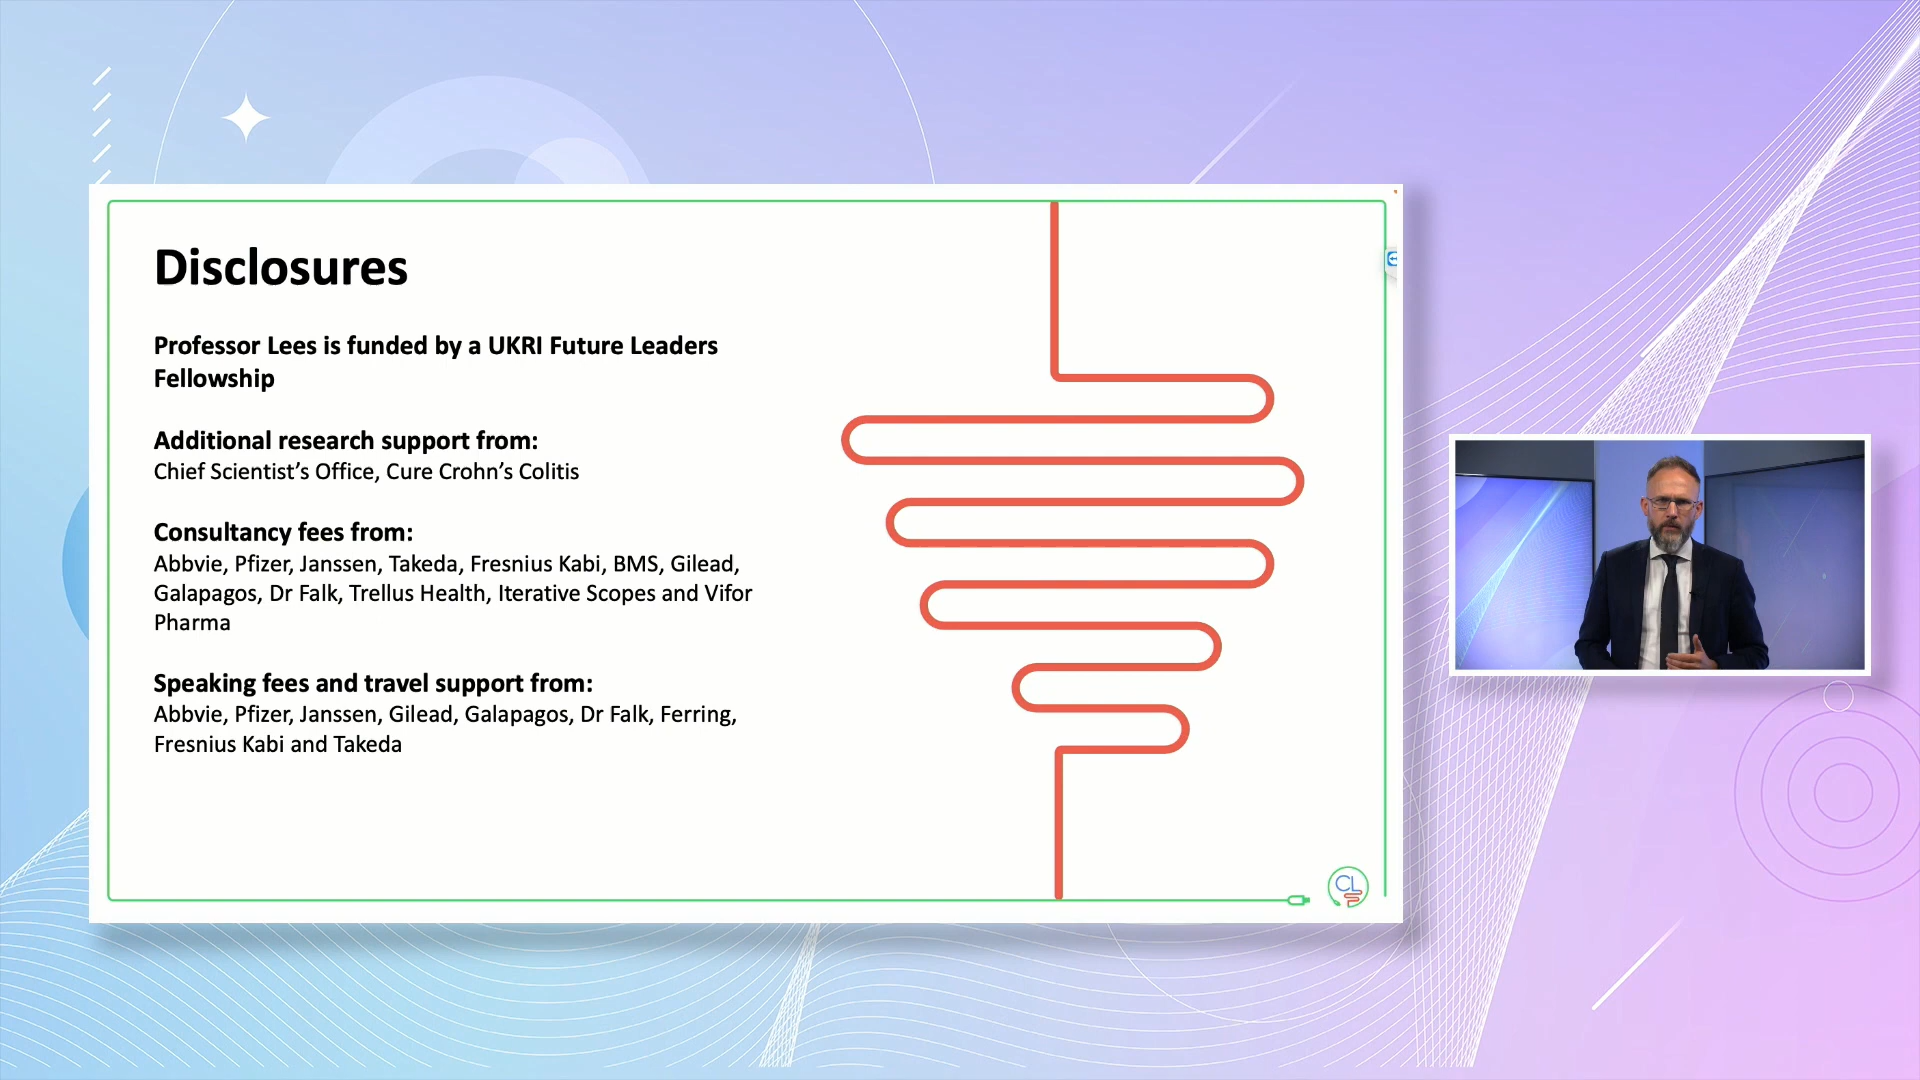 Disclosures
Professor Lees is funded by a UKRI Future Leaders
Fellowship
Additional research support from:
Chief Scientist’s Office, Cure Crohn’s Colitis
Consultancy fees from:
Abbvie, Pfizer, Janssen, Takeda, Fresnius Kabi, BMS, Gilead,
Galapagos, Dr Falk, Trellus Health, Iterative Scopes and Vifor
Pharma
Speaking fees and travel support from:
Abbvie, Pfizer, Janssen, Gilead, Galapagos, Dr Falk, Ferring,
Fresnius Kabi and Takeda
CL